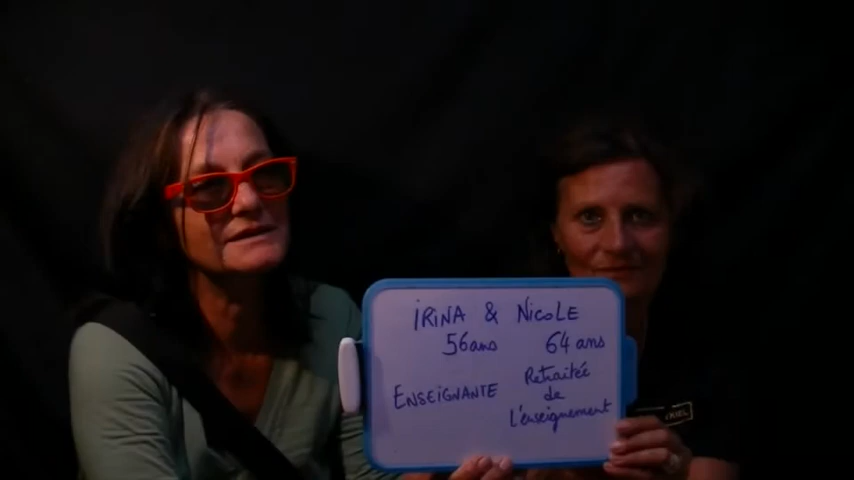 IRINA & NICOLE
56ans 64 ans
ENSEIGNANTE Retraitée
de
L'enseignement